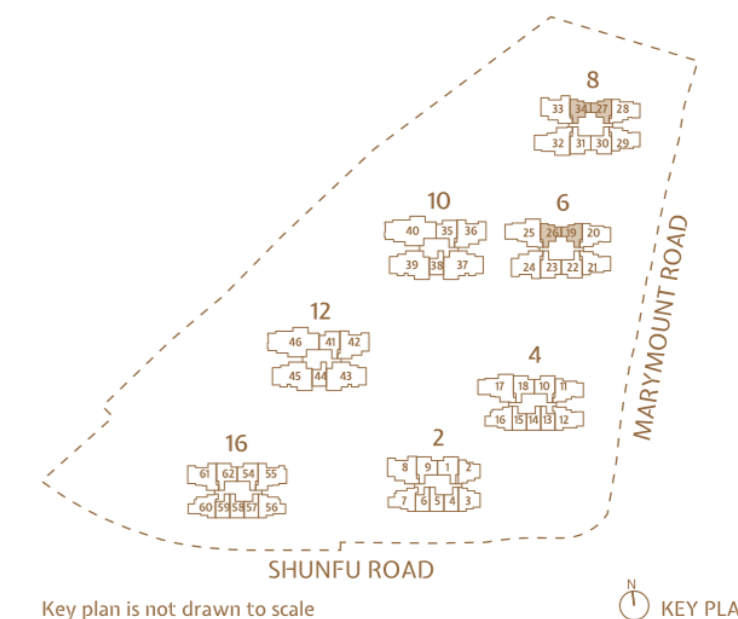 8
33 34 27 28
32 31 30 29
10
6
40 35 36
25 26 19 20
39 38 37
24 23 22 21
MARYMOUNT ROAD
12
46 41 42
4
45 44 43
17 18 10 11
16 15 14 13 12
16
2
61 62 54 55
8 9 1 2
60 59 58 57 56
7 6 5 4 3
SHUNFU ROAD
N
Key plan is not drawn to scale
KEY PLA